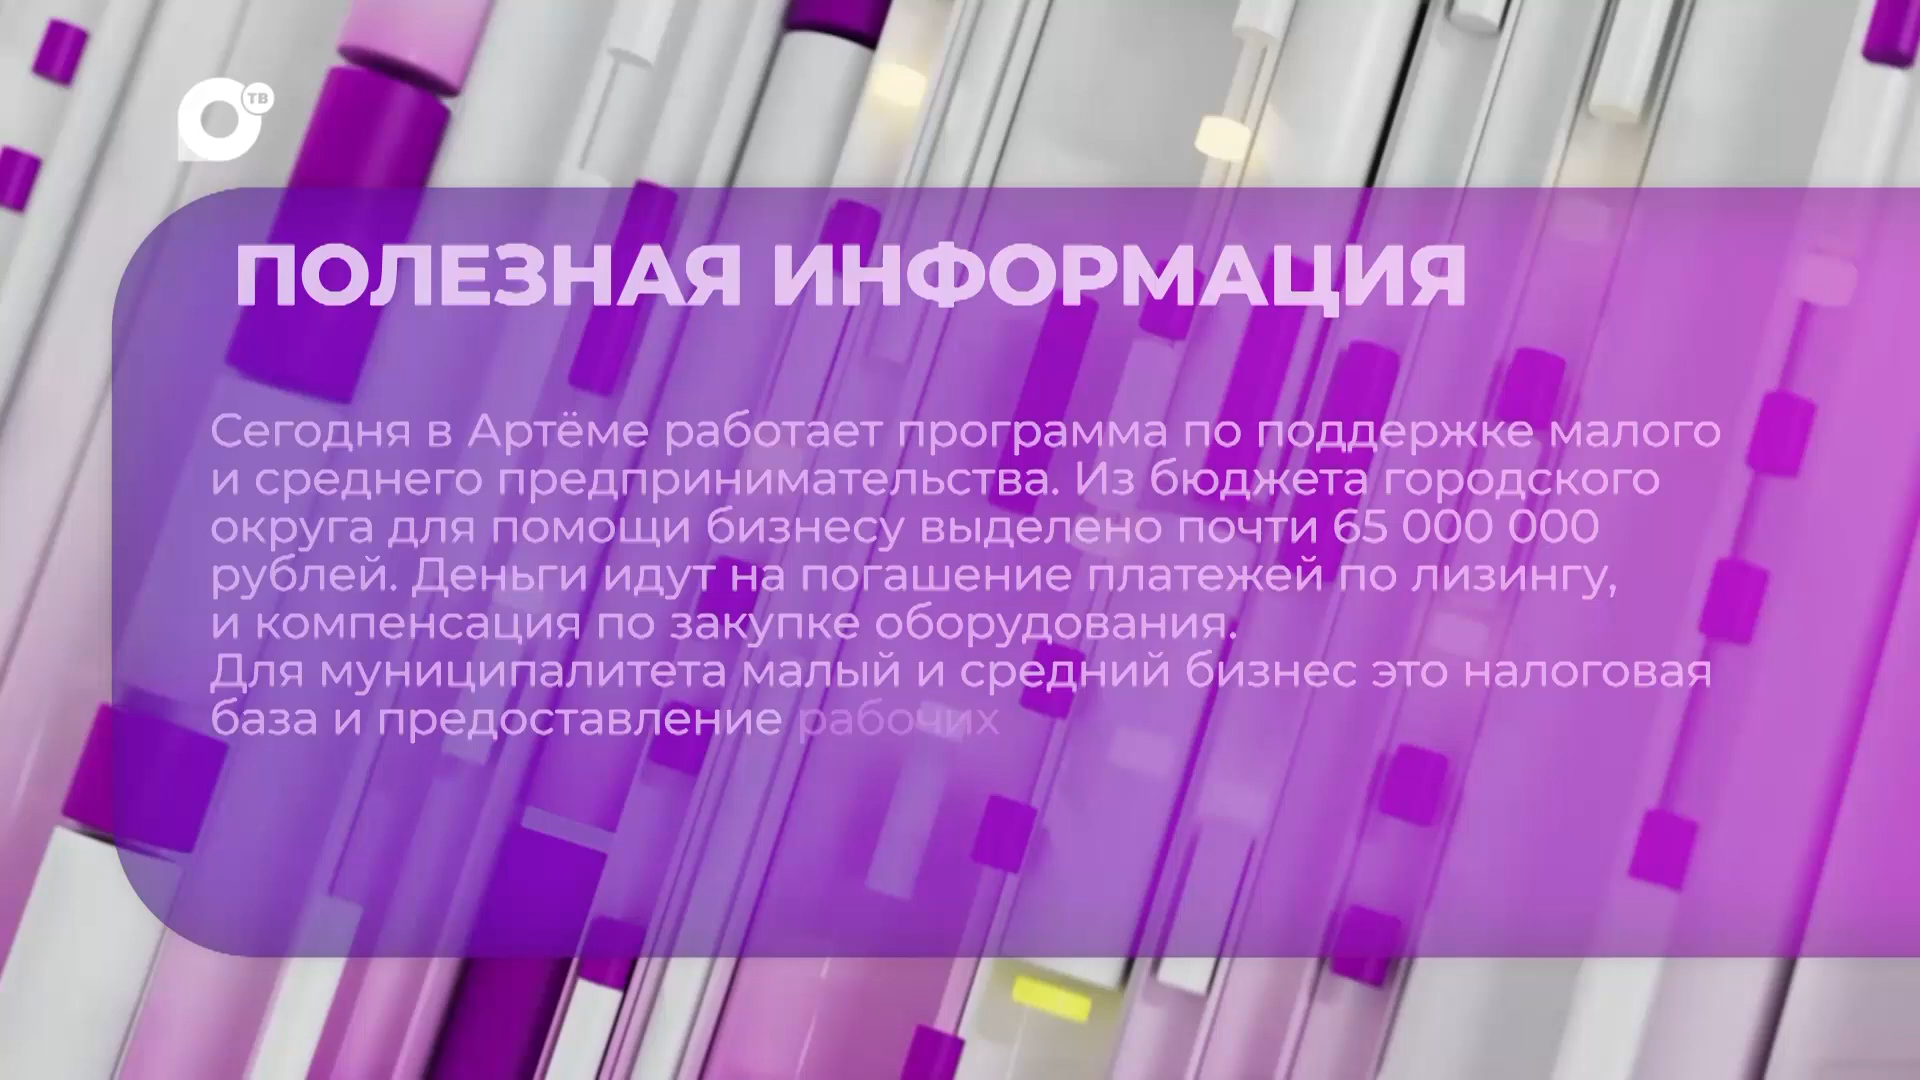 ТВ
ПОЛЕЗНАЯ ИНФОРМАЦИЯ
Сегодня в Артёме работает программа по поддержке малого
и среднего предпринимательства. Из бюджета городского
округа для помощи бизнесу выделено почти 65 000 000
рублей. Деньги идут на погашение платежей по лизингу,
и компенсация по закупке оборудования.
Для муниципалитета малый и средний бизнес это налоговая
база и предоставление рабочих